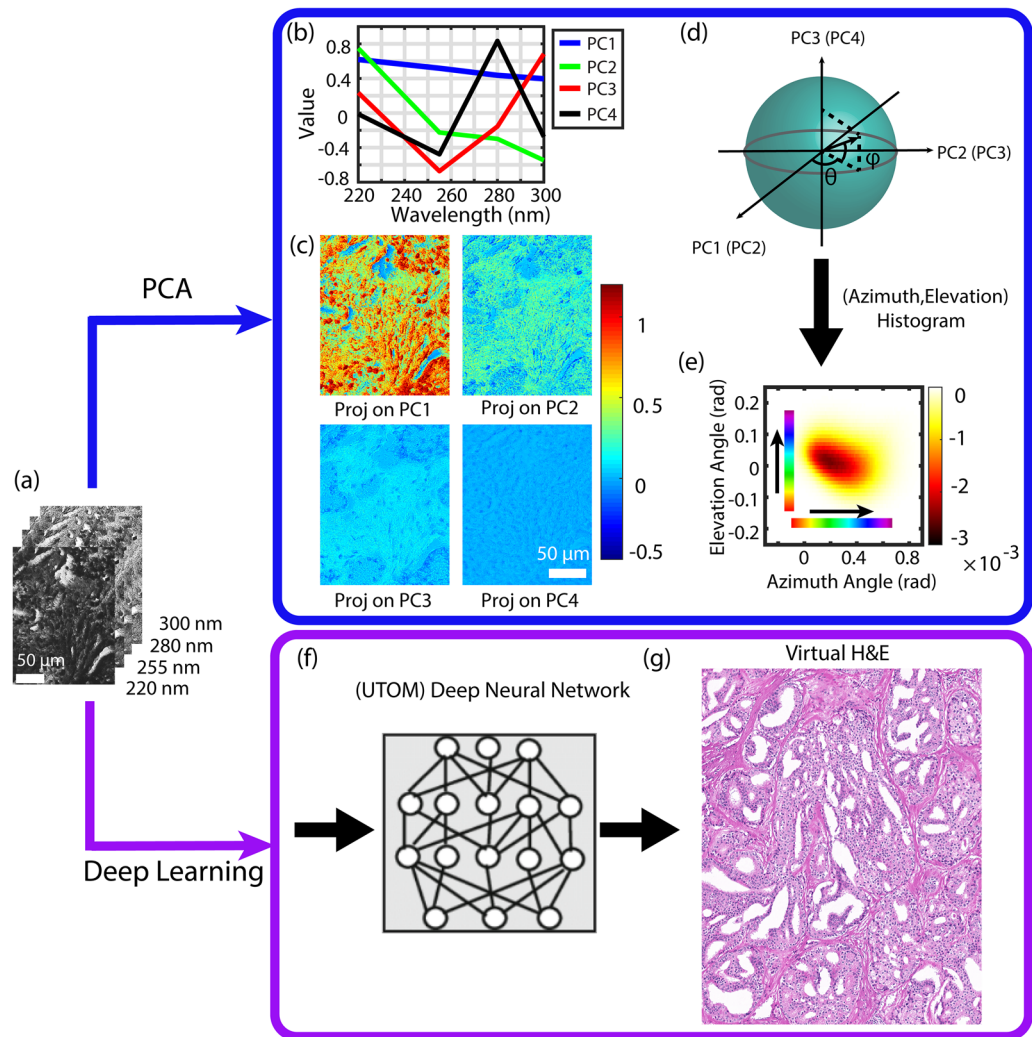 (a)
50 µm
300 nm
280 nm
255 nm
220 nm
PCA
Deep Learning
(b)
Value
0.8
0.4
0
-0.4
-0.8
220
240
260
280
300
Wavelength (nm)
PC1
PC2
PC3
PC4
(c)
Proj on PC1
Proj on PC2
Proj on PC3
Proj on PC4
50 µm
1
0.5
0
-0.5
(d)
PC3 (PC4)
PC2 (PC3)
PC1 (PC2)
θ
φ
(Azimuth,Elevation)
Histogram
(e)
Elevation Angle (rad)
0.2
0.1
0
-0.1
-0.2
0
0.4
0.8
Azimuth Angle (rad)
×10⁻³
0
-1
-2
-3
(f)
(UTOM) Deep Neural Network
(g)
Virtual H&E